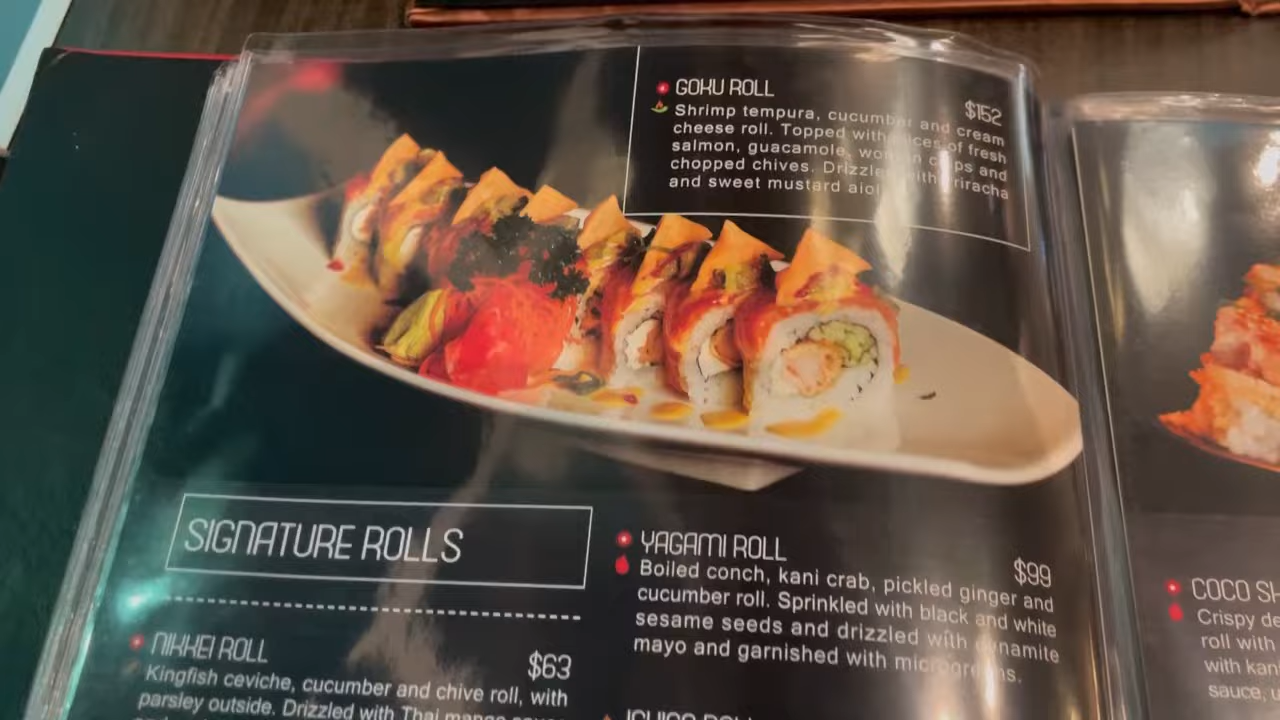 GOKU ROLL
$152
Shrimp tempura, cucumber and cream
cheese roll. Topped with slices of fresh
salmon, guacamole, wonton chips and
chopped chives. Drizzled with sriracha
and sweet mustard aioli
SIGNATURE ROLLS
NIKKEI ROLL
$63
Kingfish ceviche, cucumber and chive roll, with
parsley outside. Drizzled with Thai mango
YAGAMI ROLL
$99
Boiled conch, kani crab, pickled ginger and
cucumber roll. Sprinkled with black and white
sesame seeds and drizzled with dynamite
mayo and garnished with microgreens.
COCO
Crispy
roll with
with
sauce,